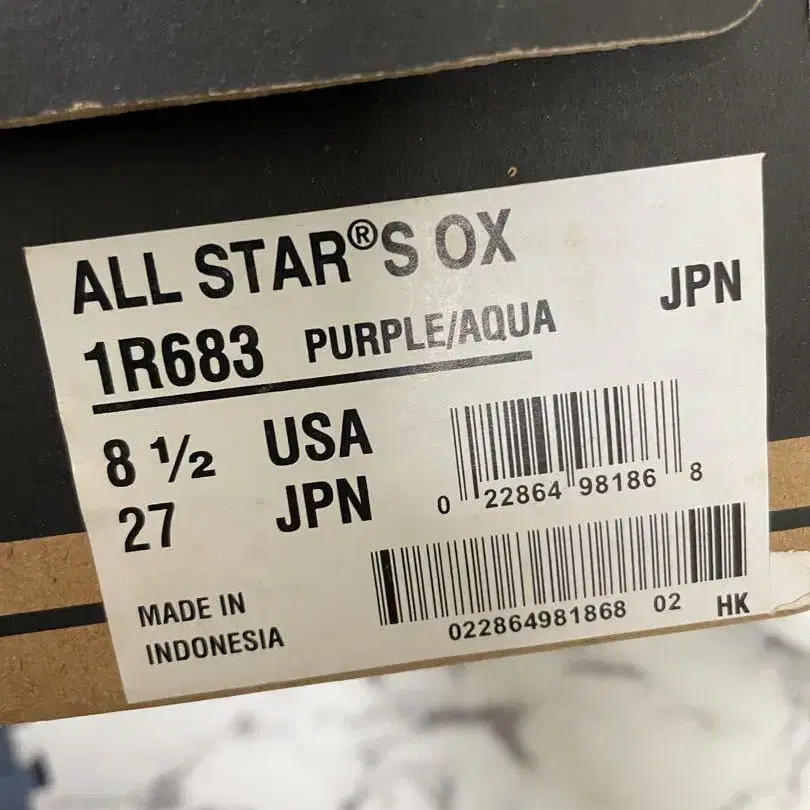 ALL STAR®S OX
JPN
1R683 PURPLE/AQUA
8 ½ USA
27 JPN
0 22864 98186 8
MADE IN
INDONESIA
022864981868 02 HK